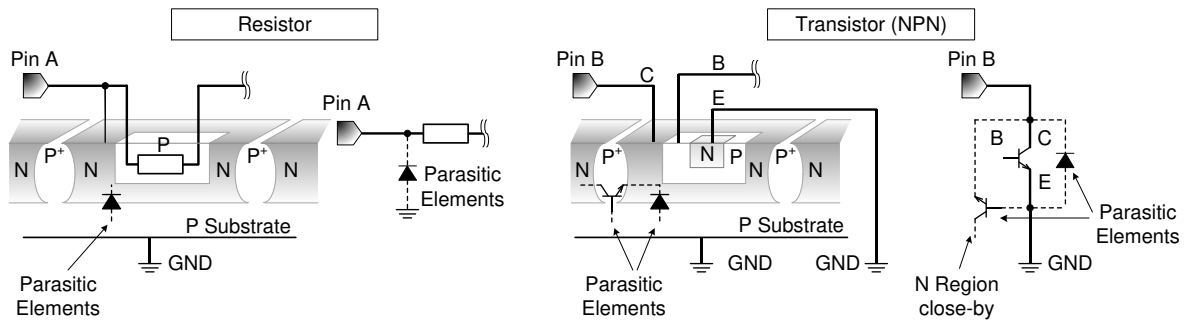 Resistor
Transistor (NPN)
Pin A
Pin B
C
B
E
Pin B
Pin A
N
P+
N
P
N
P+
N
Parasitic
Elements
N
P+
N
N
P
N
P+
N
B
C
E
P Substrate
GND
Parasitic
Elements
P Substrate
GND
GND
Parasitic
Elements
Parasitic
Elements
GND
N Region
close-by